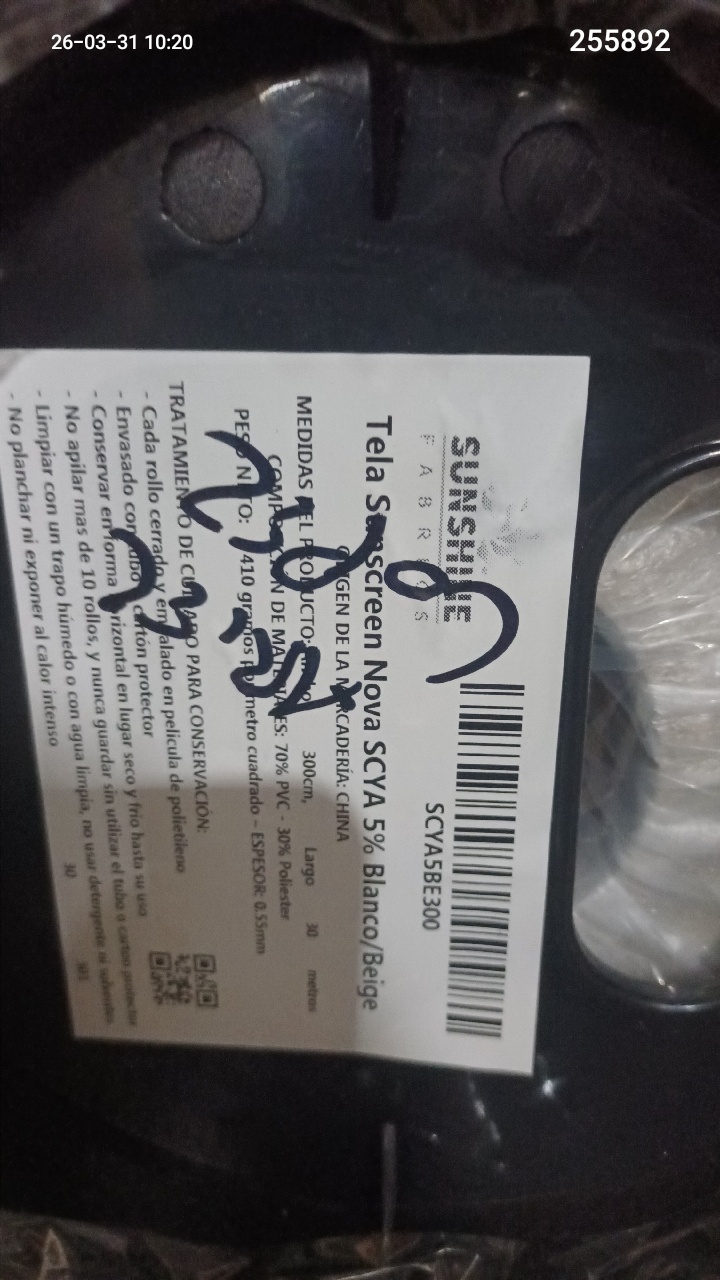 26-03-31 10:20
255892
SUNSHINE
SCYA5BE300
Tela Sunscreen Nova SCYA 5% Blanco/Beige
ORIGEN DE LA MERCADERÍA: CHINA
MEDIDAS DEL PRODUCTO: Ancho 300cm, Largo 30 metros
COMPOSICIÓN DE MATERIALES: 70% PVC - 30% Poliester
PESO NETO: 410 gramos por metro cuadrado - ESPESOR: 0.55mm
TRATAMIENTO DE CUIDADO PARA CONSERVACIÓN:
- Cada rollo cerrado y embalado en pelicula de polietileno
- Envasado con tubo cartón protector
- Conservar en forma horizontal en lugar seco y frio hasta su uso
- No apilar mas de 10 rollos, y nunca guardar sin utilizar el tubo o carton protector
- Limpiar con un trapo húmedo o con agua limpia, no usar detergente ni solventes
- No planchar ni exponer al calor intenso
30